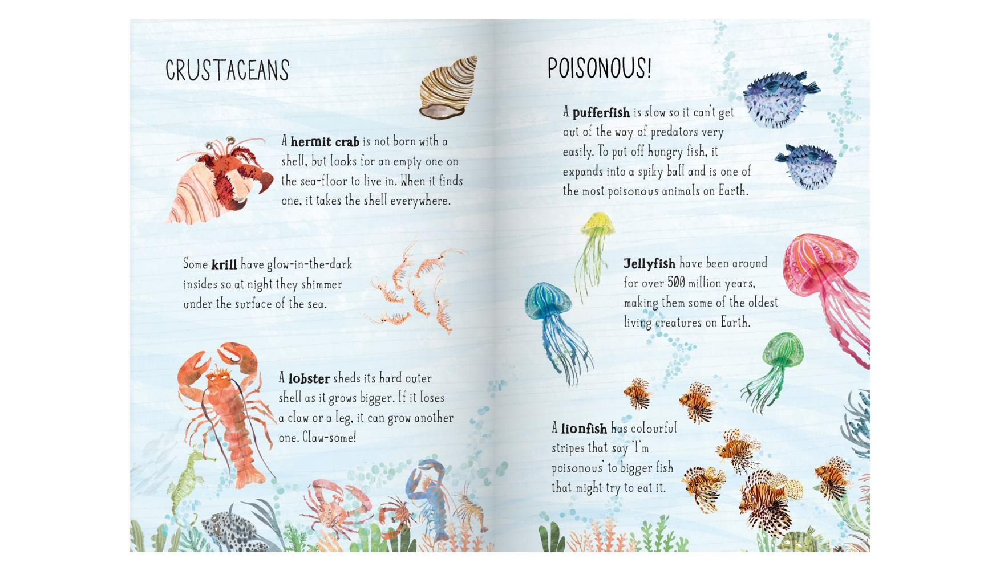 CRUSTACEANS
A hermit crab is not born with a
shell, but looks for an empty one on
the sea-floor to live in. When it finds
one, it takes the shell everywhere.
Some krill have glow-in-the-dark
insides so at night they shimmer
under the surface of the sea.
A lobster sheds its hard outer
shell as it grows bigger. If it loses
a claw or a leg, it can grow another
one. Claw-some!
POISONOUS!
A pufferfish is slow so it can't get
out of the way of predators very
easily. To put off hungry fish, it
expands into a spiky ball and is one of
the most poisonous animals on Earth.
Jellyfish have been around
for over 500 million years,
making them some of the oldest
living creatures on Earth.
A lionfish has colourful
stripes that say 'I'm
poisonous' to bigger fish
that might try to eat it.